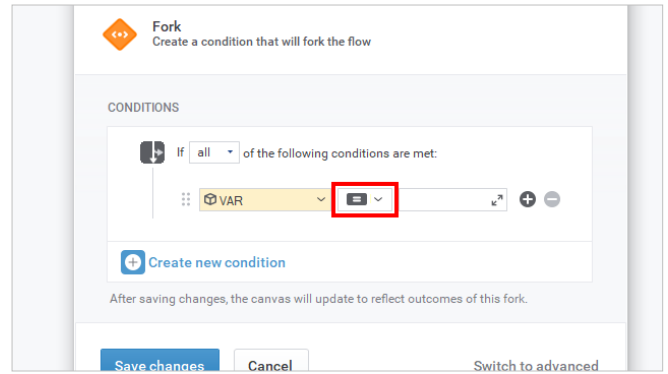 Fork
Create a condition that will fork the flow
CONDITIONS
If all of the following conditions are met:
VAR =
Create new condition
After saving changes, the canvas will update to reflect outcomes of this fork.
Save changes Cancel Switch to advanced